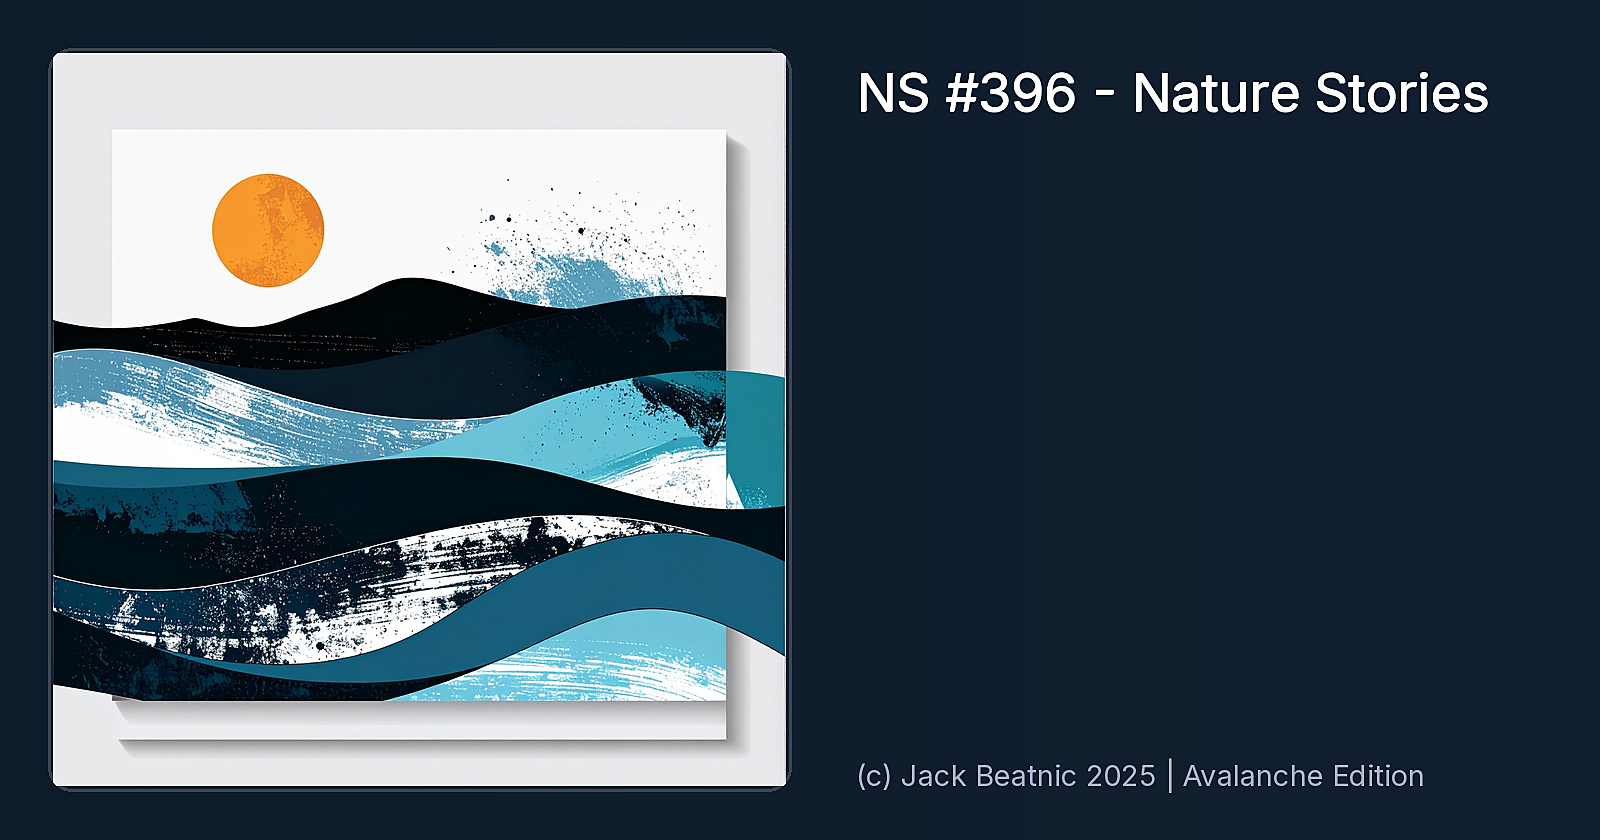 NS #396 - Nature Stories
(c) Jack Beatnic 2025 | Avalanche Edition